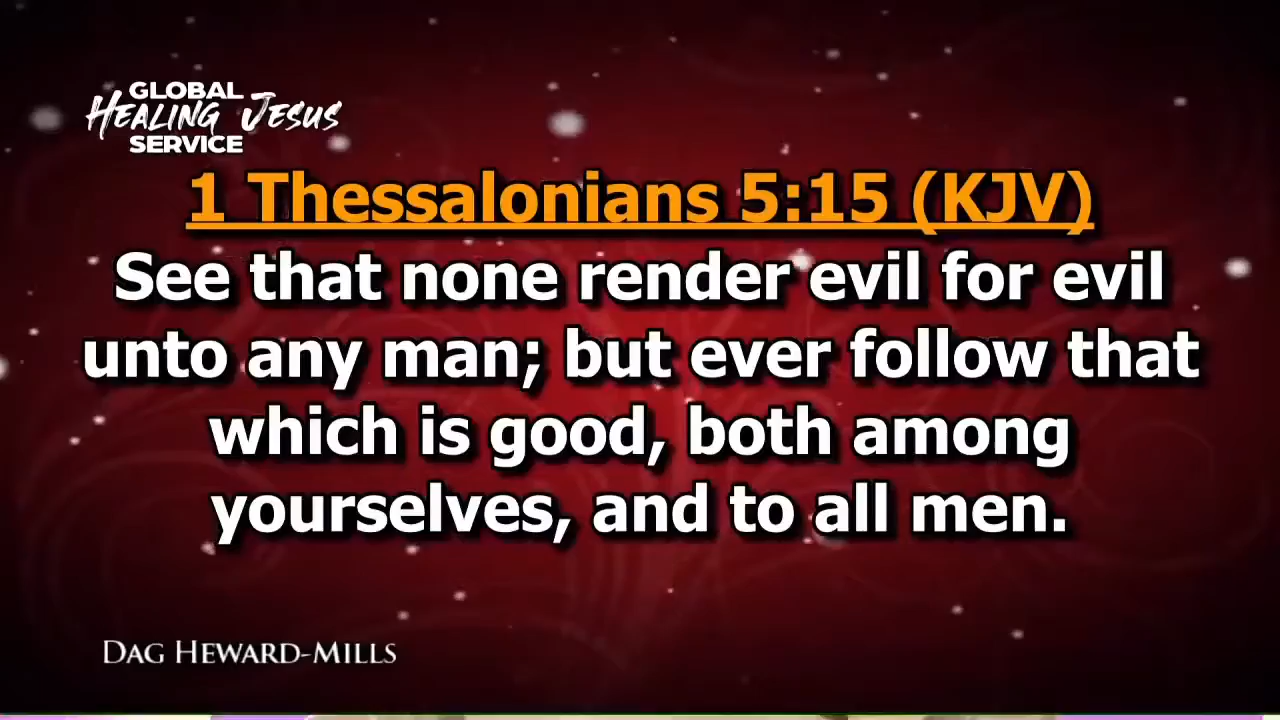 GLOBAL
HEALING JESUS
SERVICE
1 Thessalonians 5:15 (KJV)
See that none render evil for evil
unto any man; but ever follow that
which is good, both among
yourselves, and to all men.
DAG HEWARD-MILLS